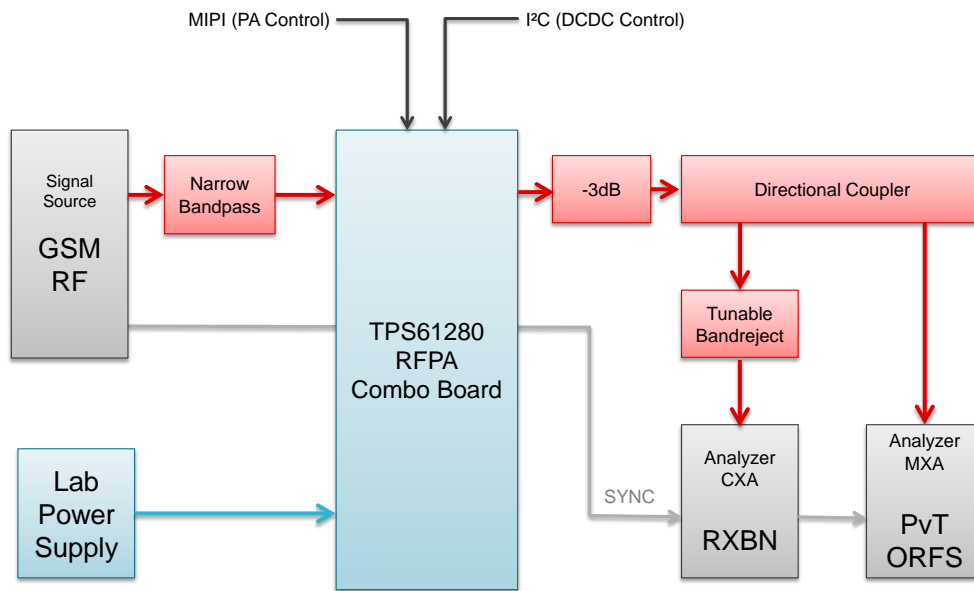 MIPI (PA Control)
I²C (DCDC Control)
Signal
Source
GSM
RF
Narrow
Bandpass
-3dB
Directional Coupler
Tunable
Bandreject
TPS61280
RFPA
Combo Board
Lab
Power
Supply
SYNC
Analyzer
CXA
RXBN
Analyzer
MXA
PvT
ORFS